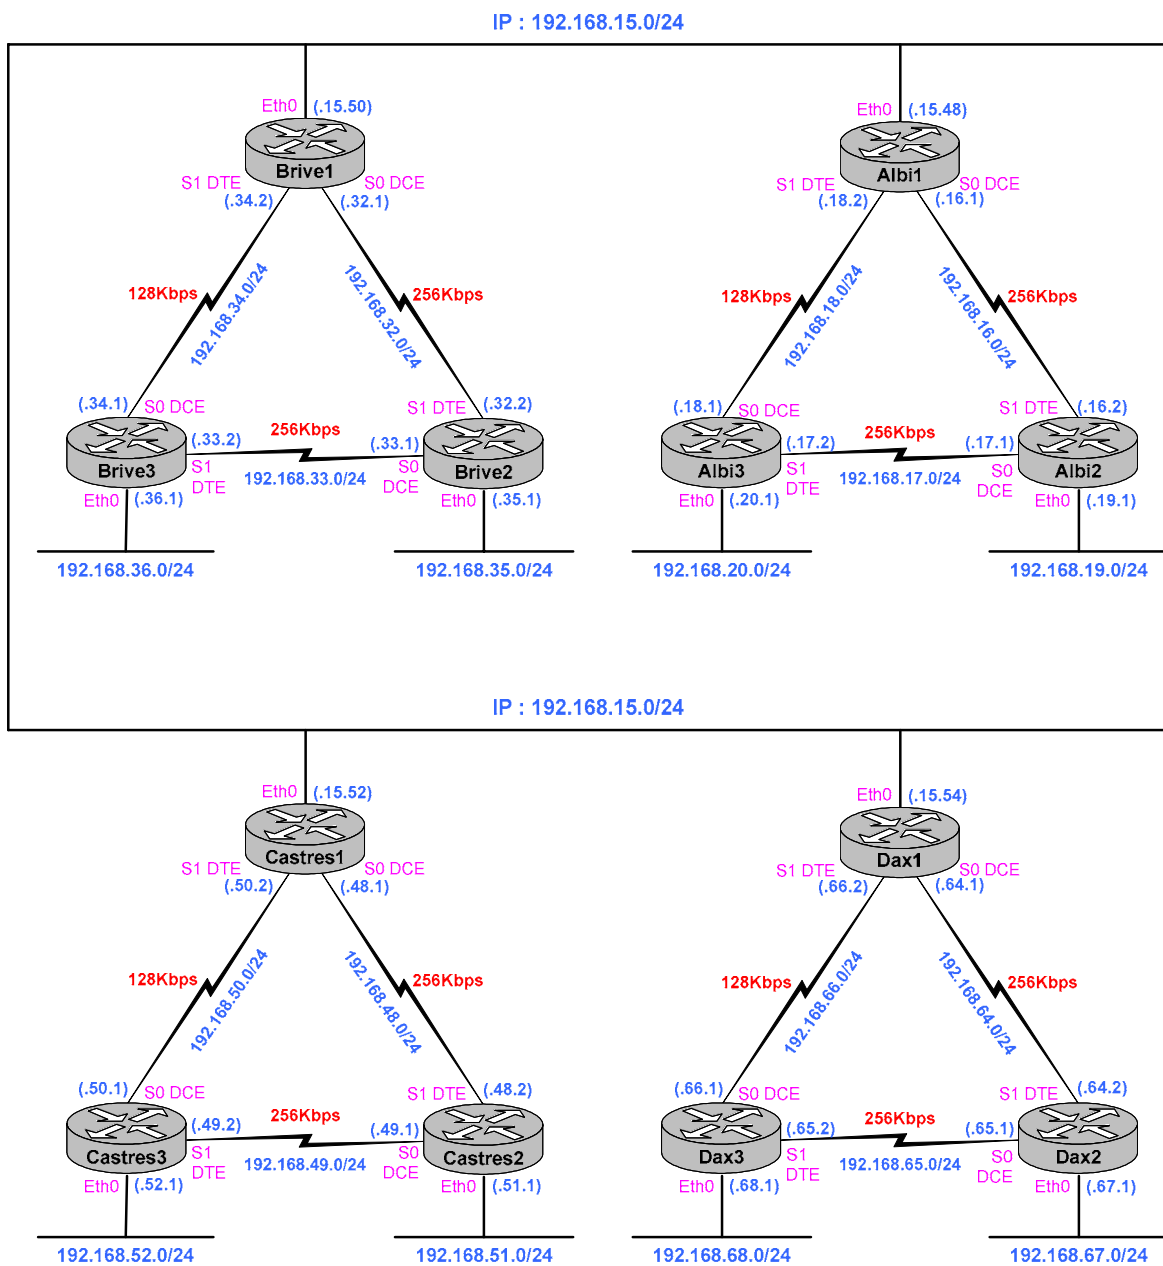 IP : 192.168.15.0/24
Eth0 (.15.50)
Brive1
S1 DTE
S0 DCE
(.34.2)
(.32.1)
128Kbps
192.168.34.0/24
192.168.32.0/24
256Kbps
(.34.1)
S0 DCE
S1 DTE
(.32.2)
Brive3
(.33.2)
256Kbps
(.33.1)
Brive2
S1
DTE
192.168.33.0/24
S0
DCE
Eth0
(.36.1)
Eth0
(.35.1)
192.168.36.0/24
192.168.35.0/24
Eth0 (.15.48)
Albi1
S1 DTE
S0 DCE
(.18.2)
(.16.1)
128Kbps
192.168.18.0/24
192.168.16.0/24
256Kbps
(.18.1)
S0 DCE
S1 DTE
(.16.2)
Albi3
(.17.2)
256Kbps
(.17.1)
Albi2
S1
DTE
192.168.17.0/24
S0
DCE
Eth0
(.20.1)
Eth0
(.19.1)
192.168.20.0/24
192.168.19.0/24
IP : 192.168.15.0/24
Eth0 (.15.52)
Castres1
S1 DTE
S0 DCE
(.50.2)
(.48.1)
128Kbps
192.168.50.0/24
192.168.48.0/24
256Kbps
(.50.1)
S0 DCE
S1 DTE
(.48.2)
Castres3
(.49.2)
256Kbps
(.49.1)
Castres2
S1
DTE
192.168.49.0/24
S0
DCE
Eth0
(.52.1)
Eth0
(.51.1)
192.168.52.0/24
192.168.51.0/24
Eth0 (.15.54)
Dax1
S1 DTE
S0 DCE
(.66.2)
(.64.1)
128Kbps
192.168.66.0/24
192.168.64.0/24
256Kbps
(.66.1)
S0 DCE
S1 DTE
(.64.2)
Dax3
(.65.2)
256Kbps
(.65.1)
Dax2
S1
DTE
192.168.65.0/24
S0
DCE
Eth0
(.68.1)
Eth0
(.67.1)
192.168.68.0/24
192.168.67.0/24